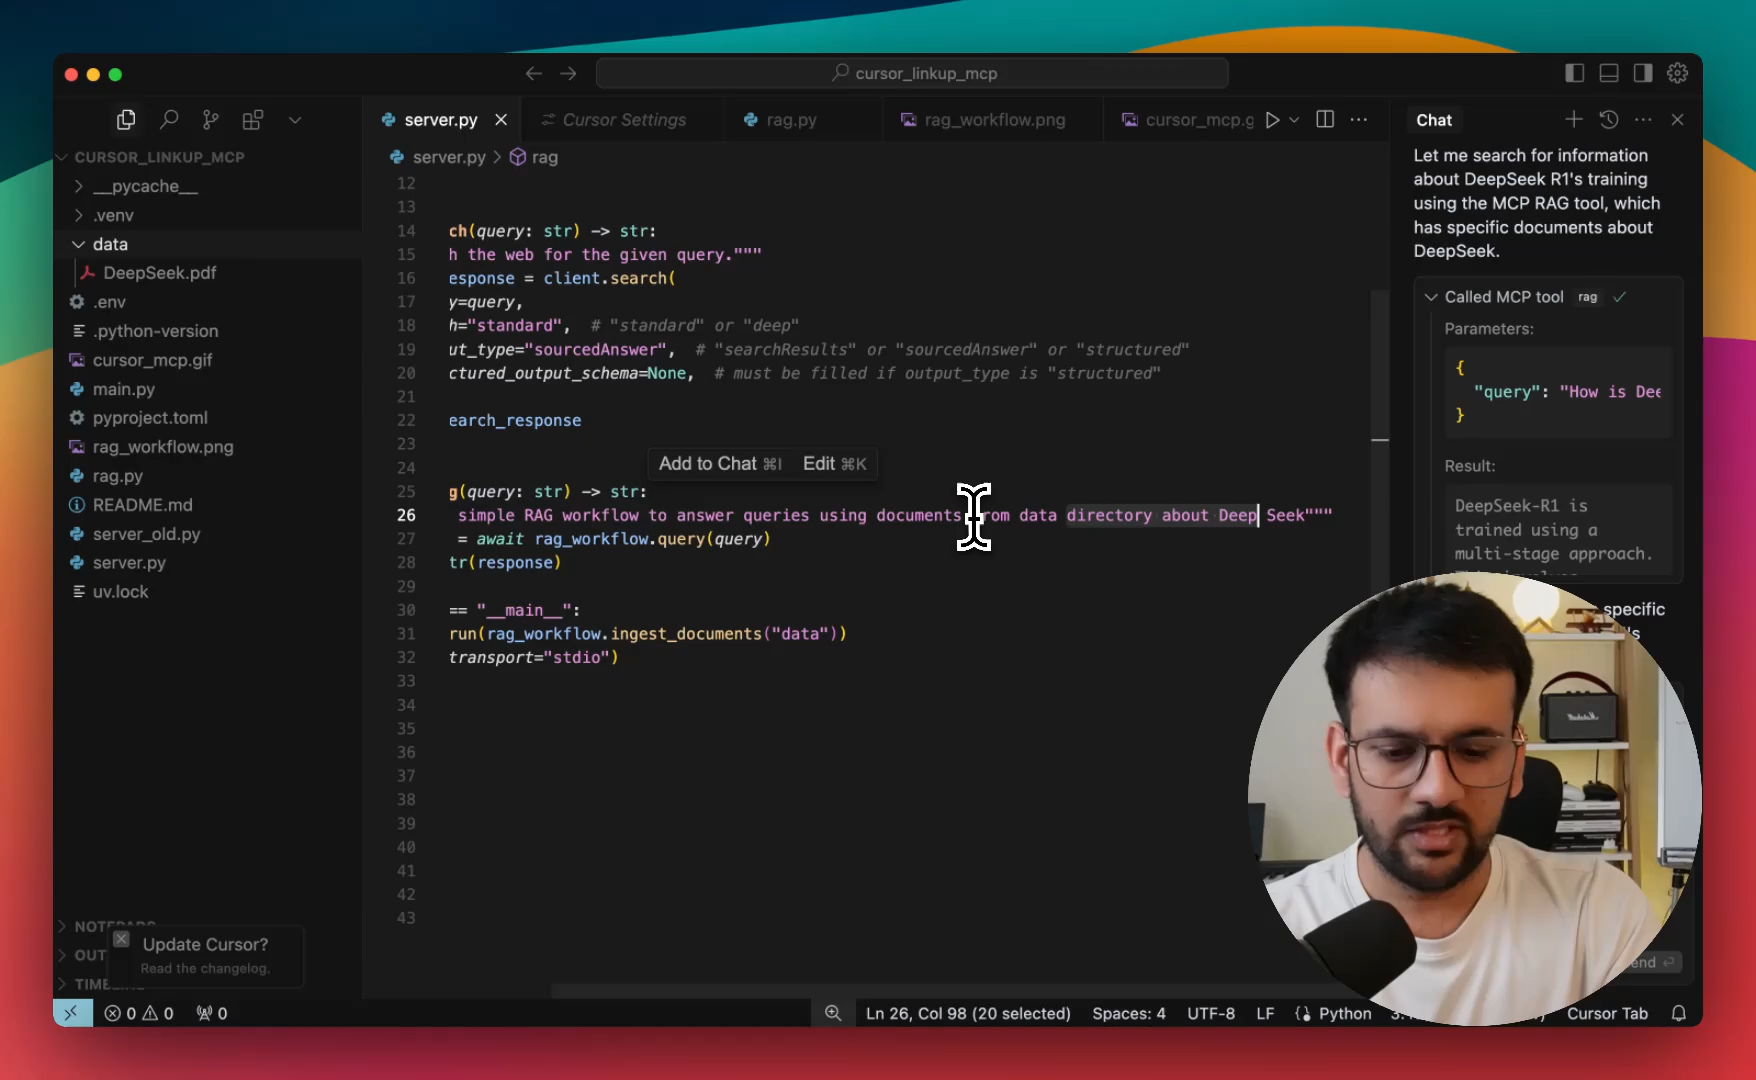 cursor_linkup_mcp
server.py
Cursor Settings
rag.py
rag_workflow.png
cursor_mcp.g
Chat
CURSOR_LINKUP_MCP
__pycache__
.venv
data
DeepSeek.pdf
.env
.python-version
cursor_mcp.gif
main.py
pyproject.toml
rag_workflow.png
rag.py
README.md
server_old.py
server.py
uv.lock
NOTEPADS
OUT
TIMEL
Update Cursor?
Read the changelog.
server.py > rag
12
13
14 ch(query: str) -> str:
15 h the web for the given query."""
16 esponse = client.search(
17 y=query,
18 h="standard",  # "standard" or "deep"
19 ut_type="sourcedAnswer",  # "searchResults" or "sourcedAnswer" or "structured"
20 ctured_output_schema=None,  # must be filled if output_type is "structured"
21
22 earch_response
23
24
Add to Chat ⌘I Edit ⌘K
25 g(query: str) -> str:
26 simple RAG workflow to answer queries using documents from data directory about Deep Seek"""
27 = await rag_workflow.query(query)
28 tr(response)
29
30 == "__main__":
31 run(rag_workflow.ingest_documents("data"))
32 transport="stdio")
33
34
35
36
37
38
39
40
41
42
43
Let me search for information
about DeepSeek R1's training
using the MCP RAG tool, which
has specific documents about
DeepSeek.
Called MCP tool rag
Parameters:
{
"query": "How is Dee
}
Result:
DeepSeek-R1 is
trained using a
multi-stage approach.
specific
end
0 0 0
Ln 26, Col 98 (20 selected)
Spaces: 4
UTF-8
LF
Python
Cursor Tab